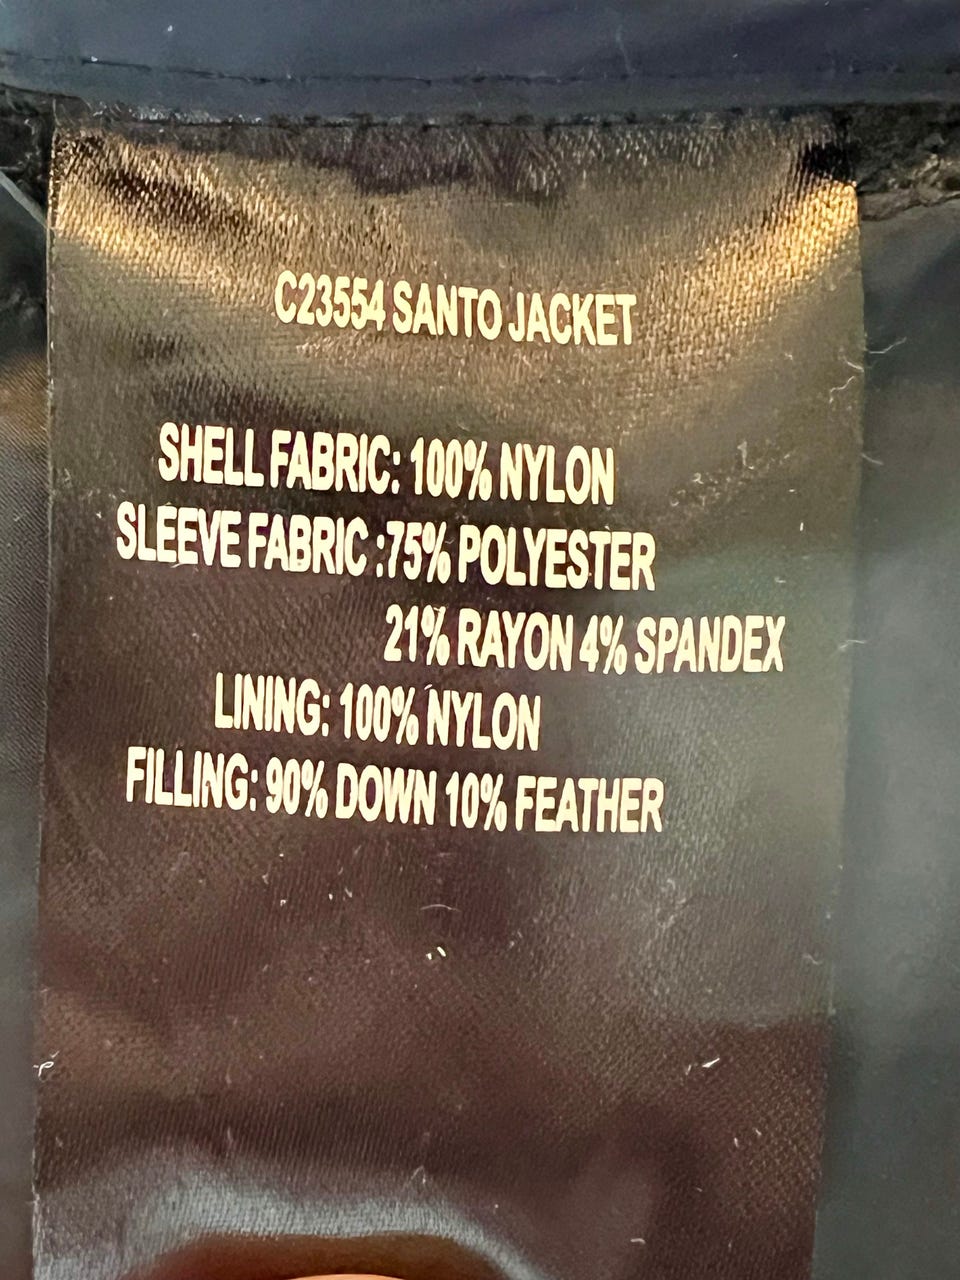 C23554 SANTO JACKET
SHELL FABRIC: 100% NYLON
SLEEVE FABRIC :75% POLYESTER
21% RAYON 4% SPANDEX
LINING: 100% NYLON
FILLING: 90% DOWN 10% FEATHER